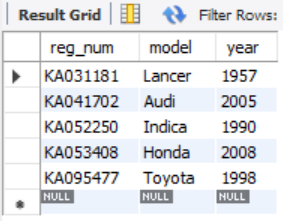 Result Grid Filter Rows:
reg_num model year
KA031181 Lancer 1957
KA041702 Audi 2005
KA052250 Indica 1990
KA053408 Honda 2008
KA095477 Toyota 1998
NULL NULL NULL